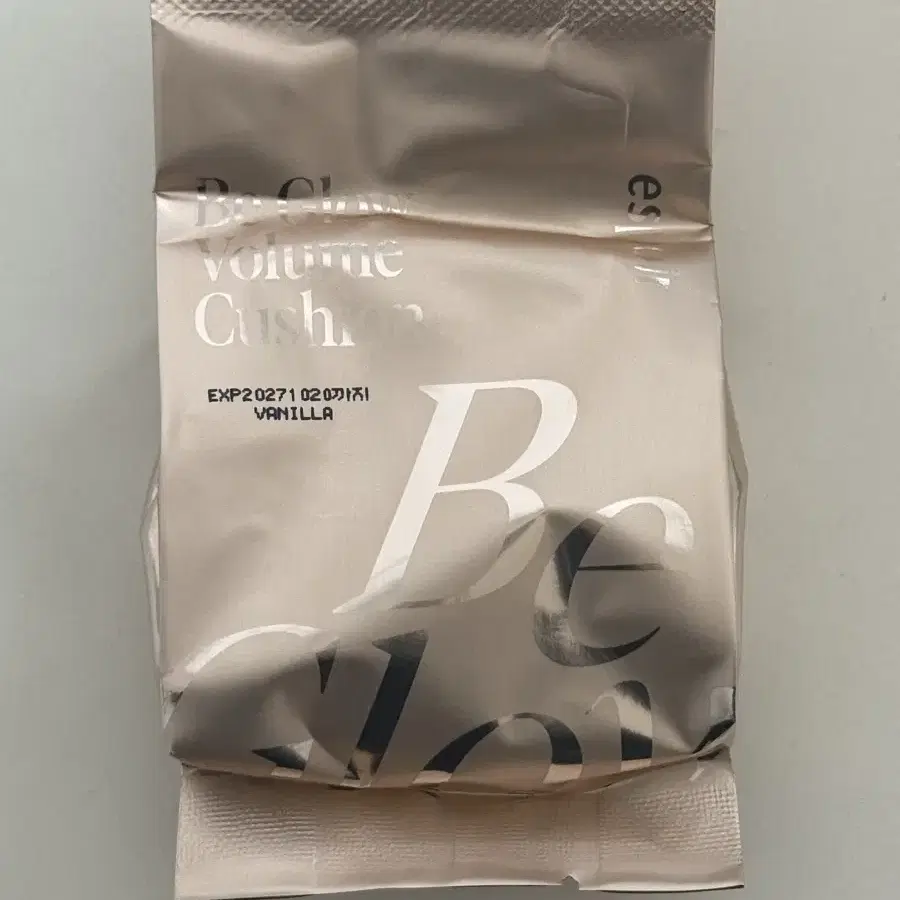 Be Glow
Volume
Cushion
espoir
EXP20271020까지
VANILLA
Be
Glow